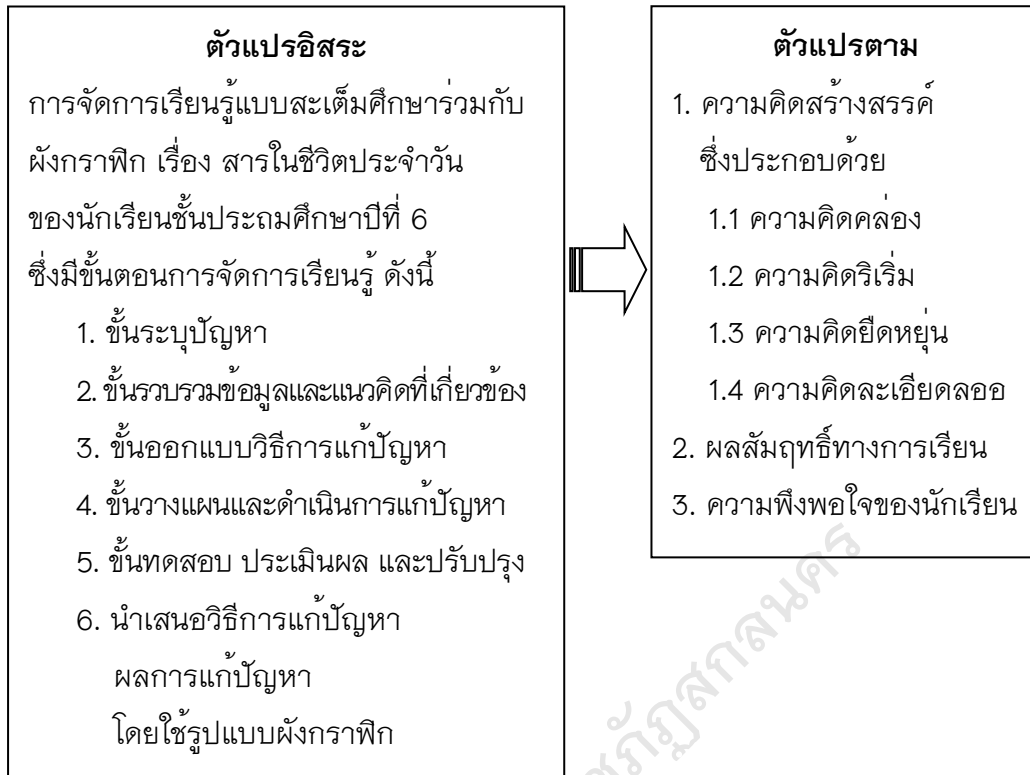 ตัวแปรอิสระ
การจัดการเรียนรู้แบบสะเต็มศึกษาร่วมกับ
ผังกราฟิก เรื่อง สารในชีวิตประจำวัน
ของนักเรียนชั้นประถมศึกษาปีที่ 6
ซึ่งมีขั้นตอนการจัดการเรียนรู้ ดังนี้
1. ขั้นระบุปัญหา
2. ขั้นรวบรวมข้อมูลและแนวคิดที่เกี่ยวข้อง
3. ขั้นออกแบบวิธีการแก้ปัญหา
4. ขั้นวางแผนและดำเนินการแก้ปัญหา
5. ขั้นทดสอบ ประเมินผล และปรับปรุง
6. นำเสนอวิธีการแก้ปัญหา
ผลการแก้ปัญหา
โดยใช้รูปแบบผังกราฟิก
ตัวแปรตาม
1. ความคิดสร้างสรรค์
ซึ่งประกอบด้วย
1.1 ความคิดคล่อง
1.2 ความคิดริเริ่ม
1.3 ความคิดยืดหยุ่น
1.4 ความคิดละเอียดลออ
2. ผลสัมฤทธิ์ทางการเรียน
3. ความพึงพอใจของนักเรียน